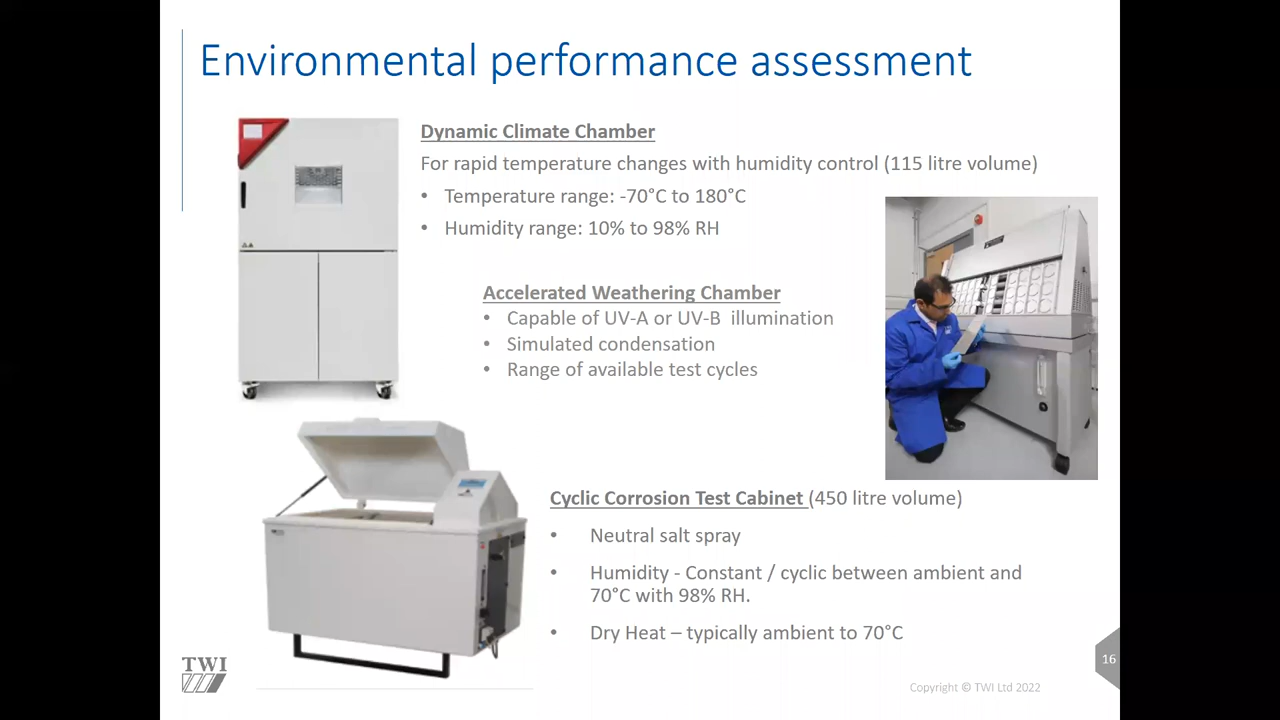 Environmental performance assessment
Dynamic Climate Chamber
For rapid temperature changes with humidity control (115 litre volume)
• Temperature range: -70°C to 180°C
• Humidity range: 10% to 98% RH
Accelerated Weathering Chamber
• Capable of UV-A or UV-B  illumination
• Simulated condensation
• Range of available test cycles
Cyclic Corrosion Test Cabinet (450 litre volume)
• Neutral salt spray
• Humidity - Constant / cyclic between ambient and
70°C with 98% RH.
• Dry Heat – typically ambient to 70°C
TWI
16
Copyright © TWI Ltd 2022